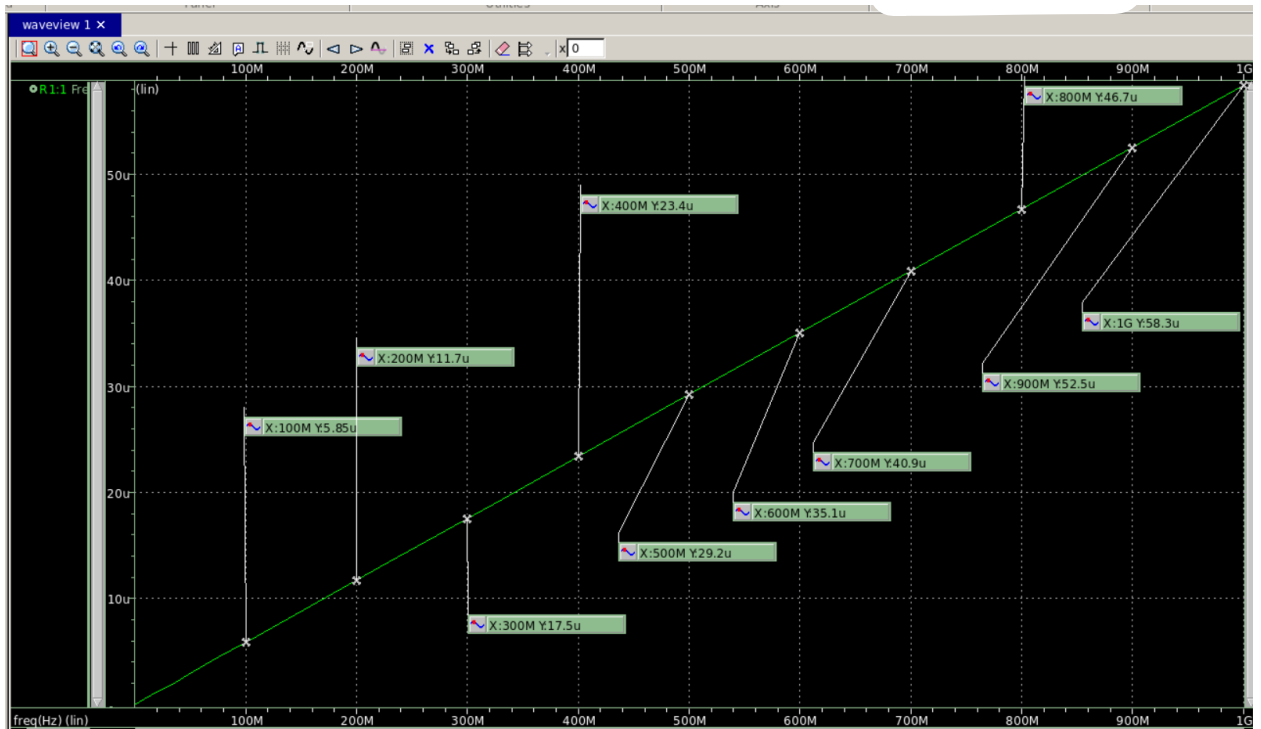 waveview 1 ×
x 0
100M 200M 300M 400M 500M 600M 700M 800M 900M 1G
R1:1 Fre
(lin)
X:800M Y:46.7u
50u
X:400M Y:23.4u
40u
X:1G Y:58.3u
X:200M Y:11.7u
30u
X:900M Y:52.5u
X:100M Y:5.85u
X:700M Y:40.9u
20u
X:600M Y:35.1u
X:500M Y:29.2u
10u
X:300M Y:17.5u
freq(Hz) (lin)
100M 200M 300M 400M 500M 600M 700M 800M 900M 1G